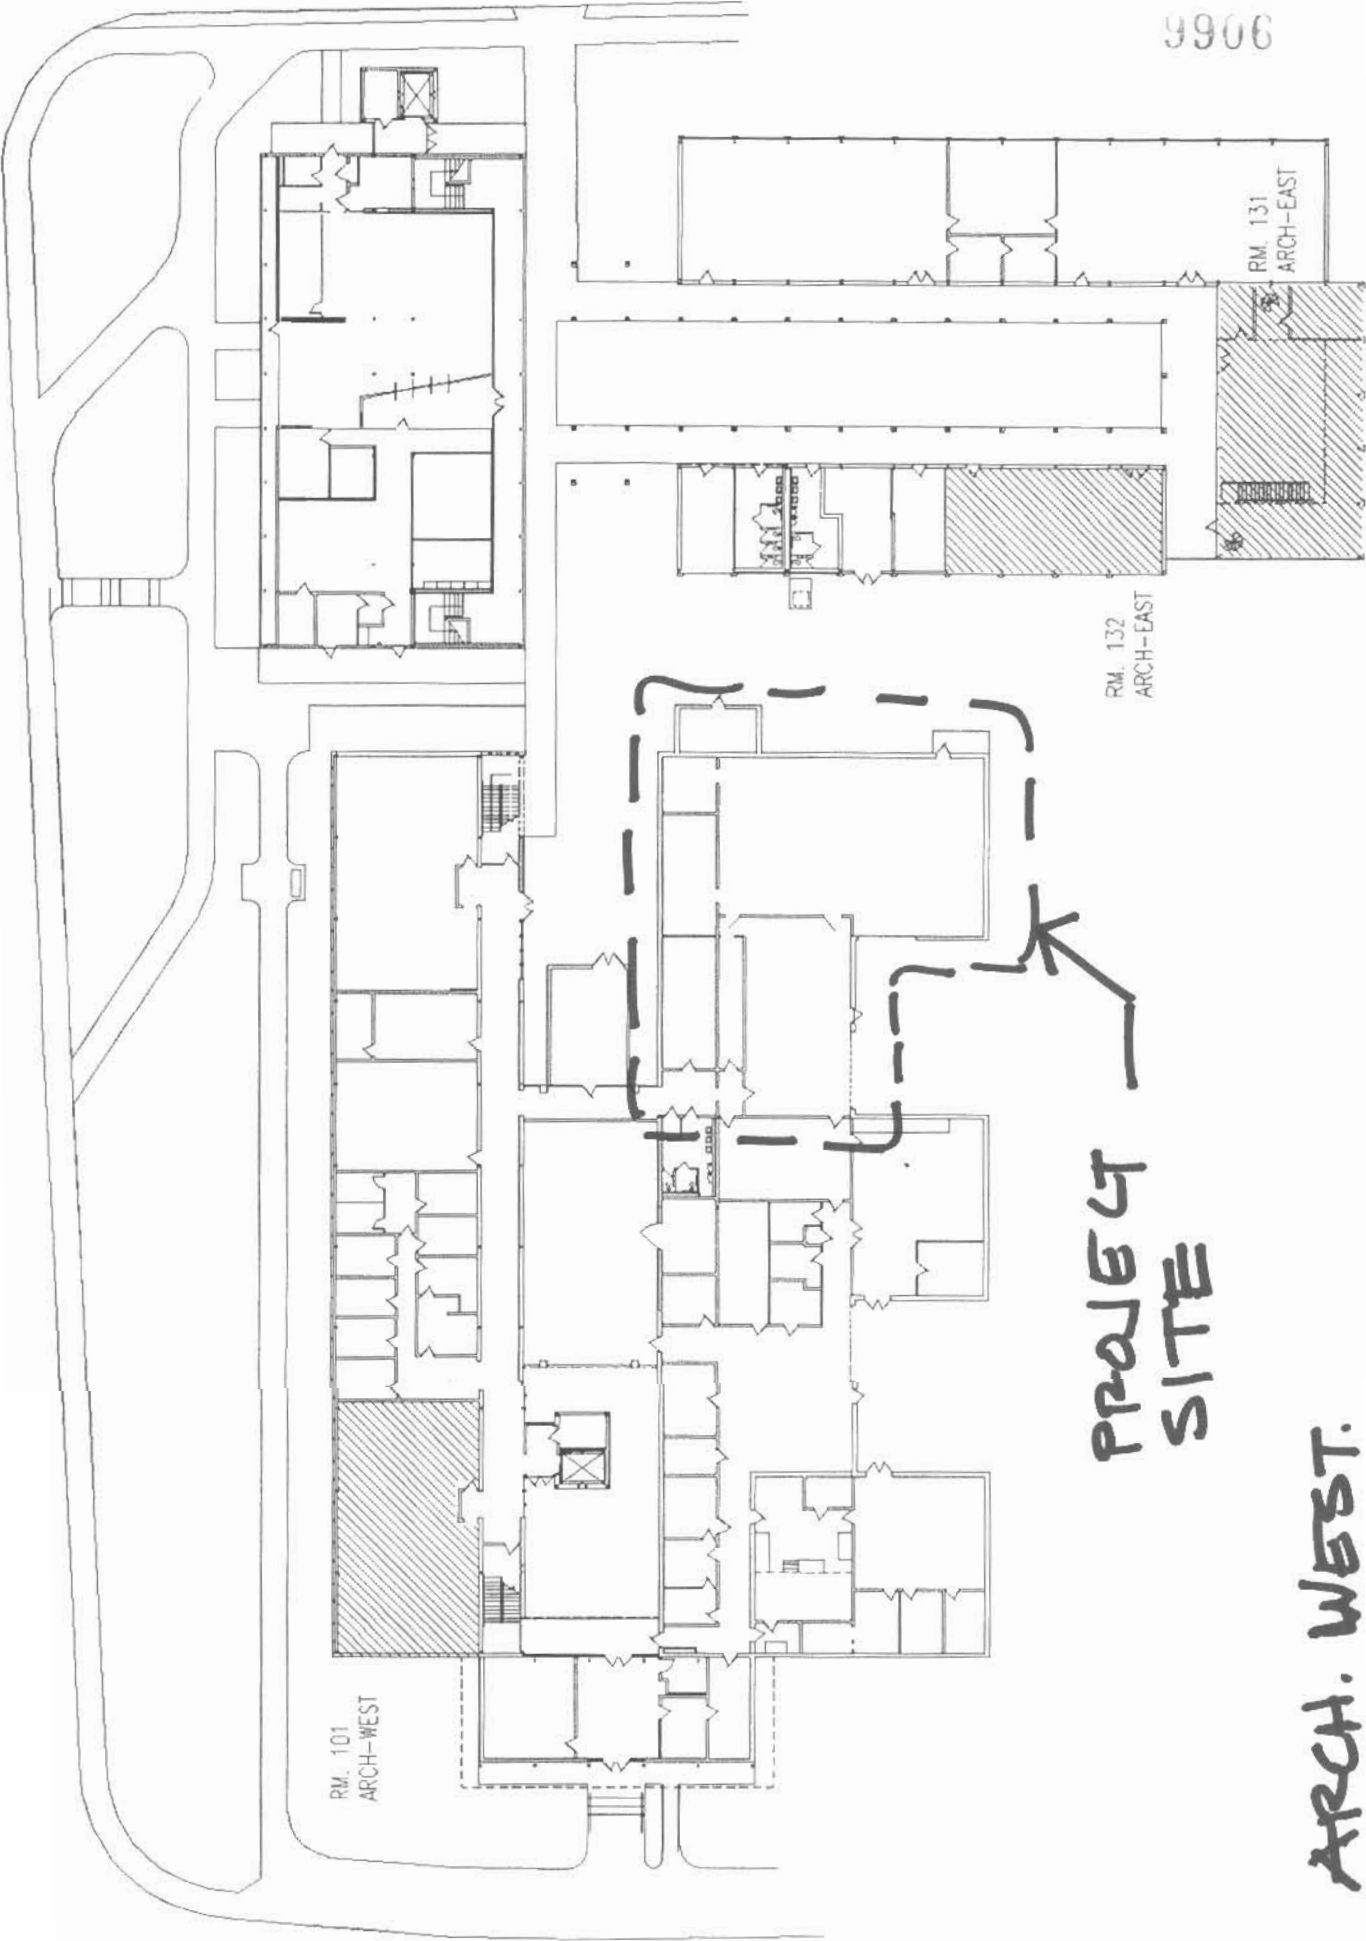 9906
RM. 131
ARCH-EAST
RM. 132
ARCH-EAST
RM. 101
ARCH-WEST
PROJECT
SITE
ARCH. WEST.